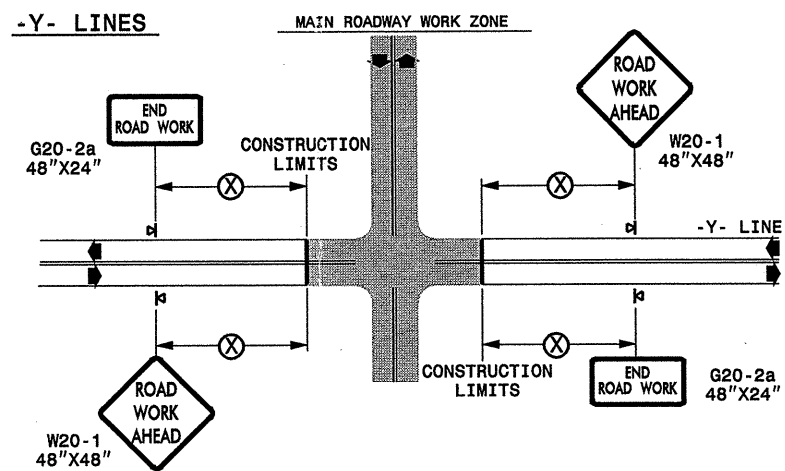 -Y- LINES
MAIN ROADWAY WORK ZONE
END
ROAD WORK
G20-2a
48"X24"
CONSTRUCTION
LIMITS
X
ROAD
WORK
AHEAD
W20-1
48"X48"
X
-Y- LINE
X
ROAD
WORK
AHEAD
W20-1
48"X48"
X
CONSTRUCTION
LIMITS
END
ROAD WORK
G20-2a
48"X24"